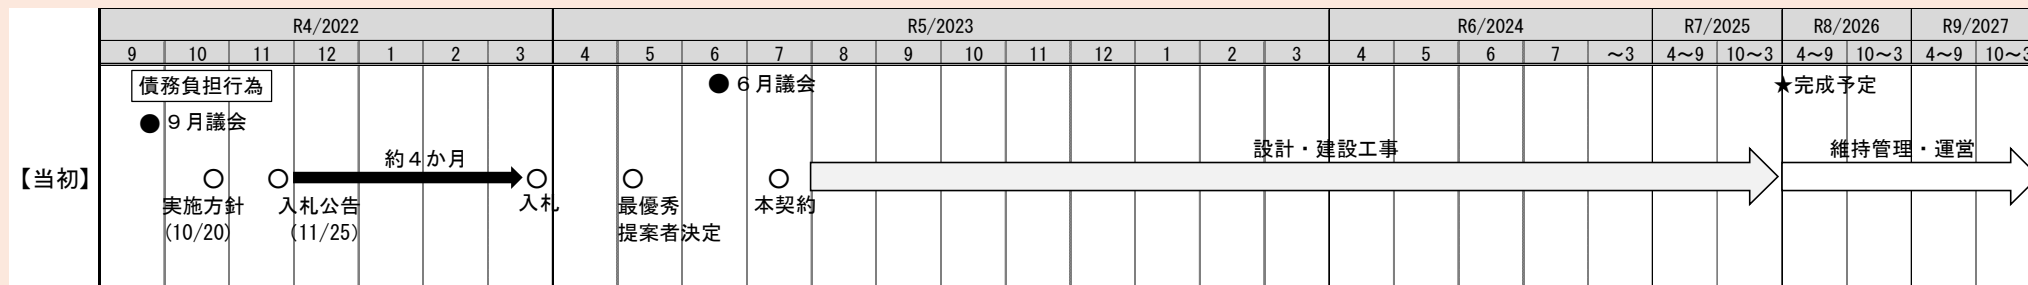 R4/2022 R5/2023 R6/2024 R7/2025 R8/2026 R9/2027
9 10 11 12 1 2 3 4 5 6 7 8 9 10 11 12 1 2 3 4 5 6 7 ～3 4～9 10～3 4～9 10～3 4～9 10～3
債務負担行為 ●６月議会 ★完成予定
●９月議会
約４か月 設計・建設工事 維持管理・運営
【当初】
実施方針 入札公告 入札 最優秀 本契約
(10/20) (11/25) 提案者決定